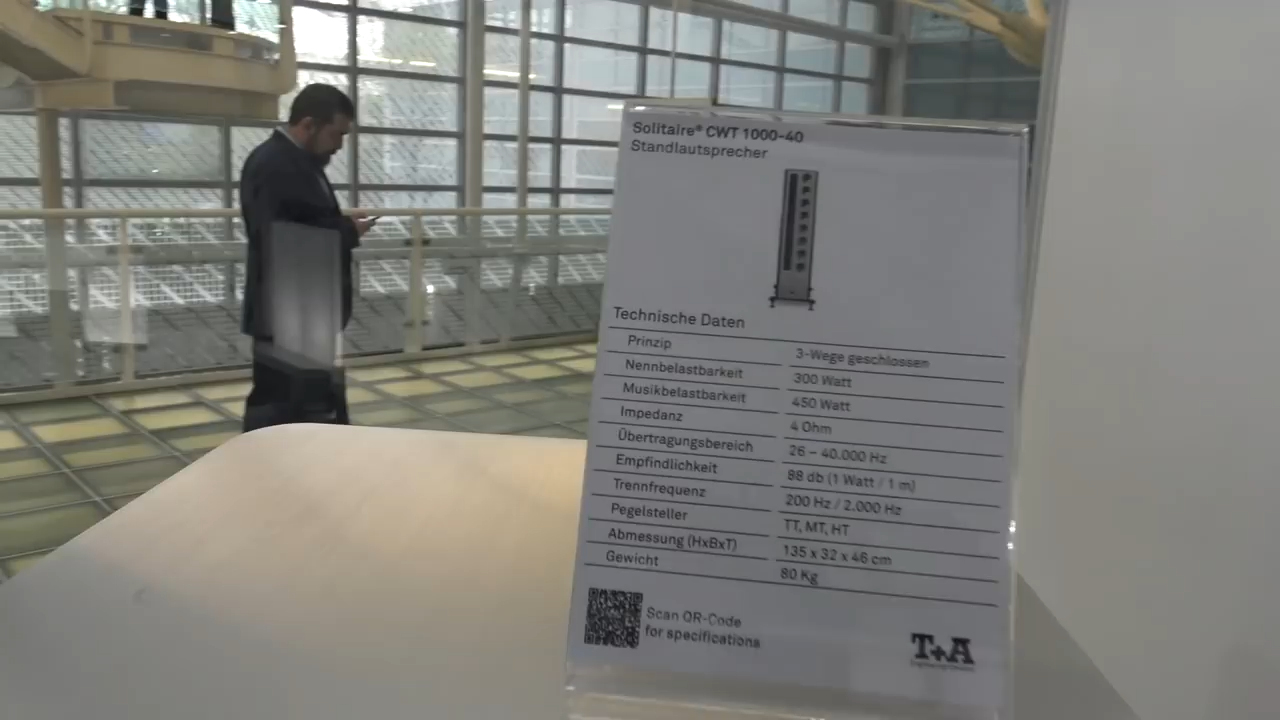 Solitaire® CWT 1000-40
Standlautsprecher
Technische Daten
Prinzip 3-Wege geschlossen
Nennbelastbarkeit 300 Watt
Musikbelastbarkeit 450 Watt
Impedanz 4 Ohm
Übertragungsbereich 26 – 40.000 Hz
Empfindlichkeit 88 db (1 Watt / 1 m)
Trennfrequenz 200 Hz / 2.000 Hz
Pegelsteller TT, MT, HT
Abmessung (HxBxT) 135 x 32 x 46 cm
Gewicht 80 Kg
Scan QR-Code
for specifications
T+A